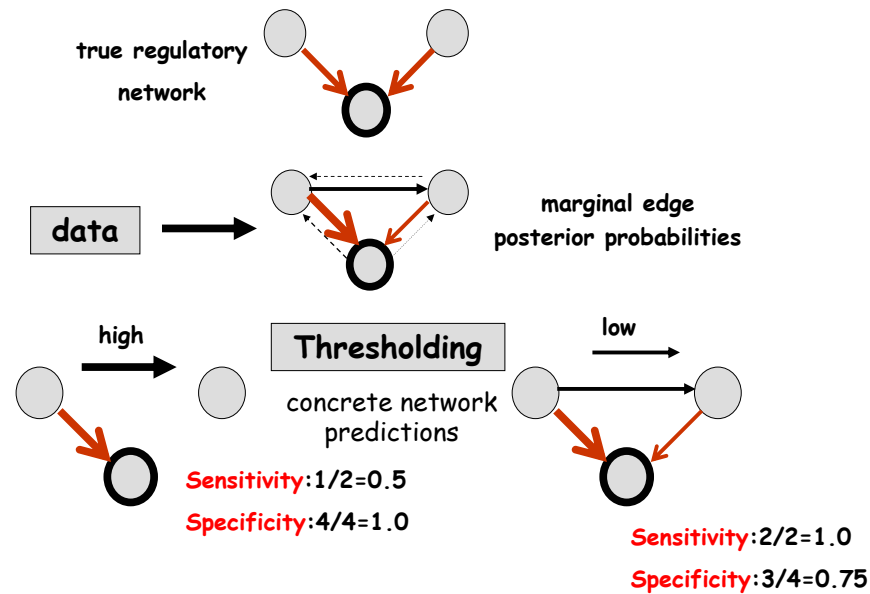 true regulatory
network
data
marginal edge
posterior probabilities
high
Thresholding
low
concrete network
predictions
Sensitivity:1/2=0.5
Specificity:4/4=1.0
Sensitivity:2/2=1.0
Specificity:3/4=0.75